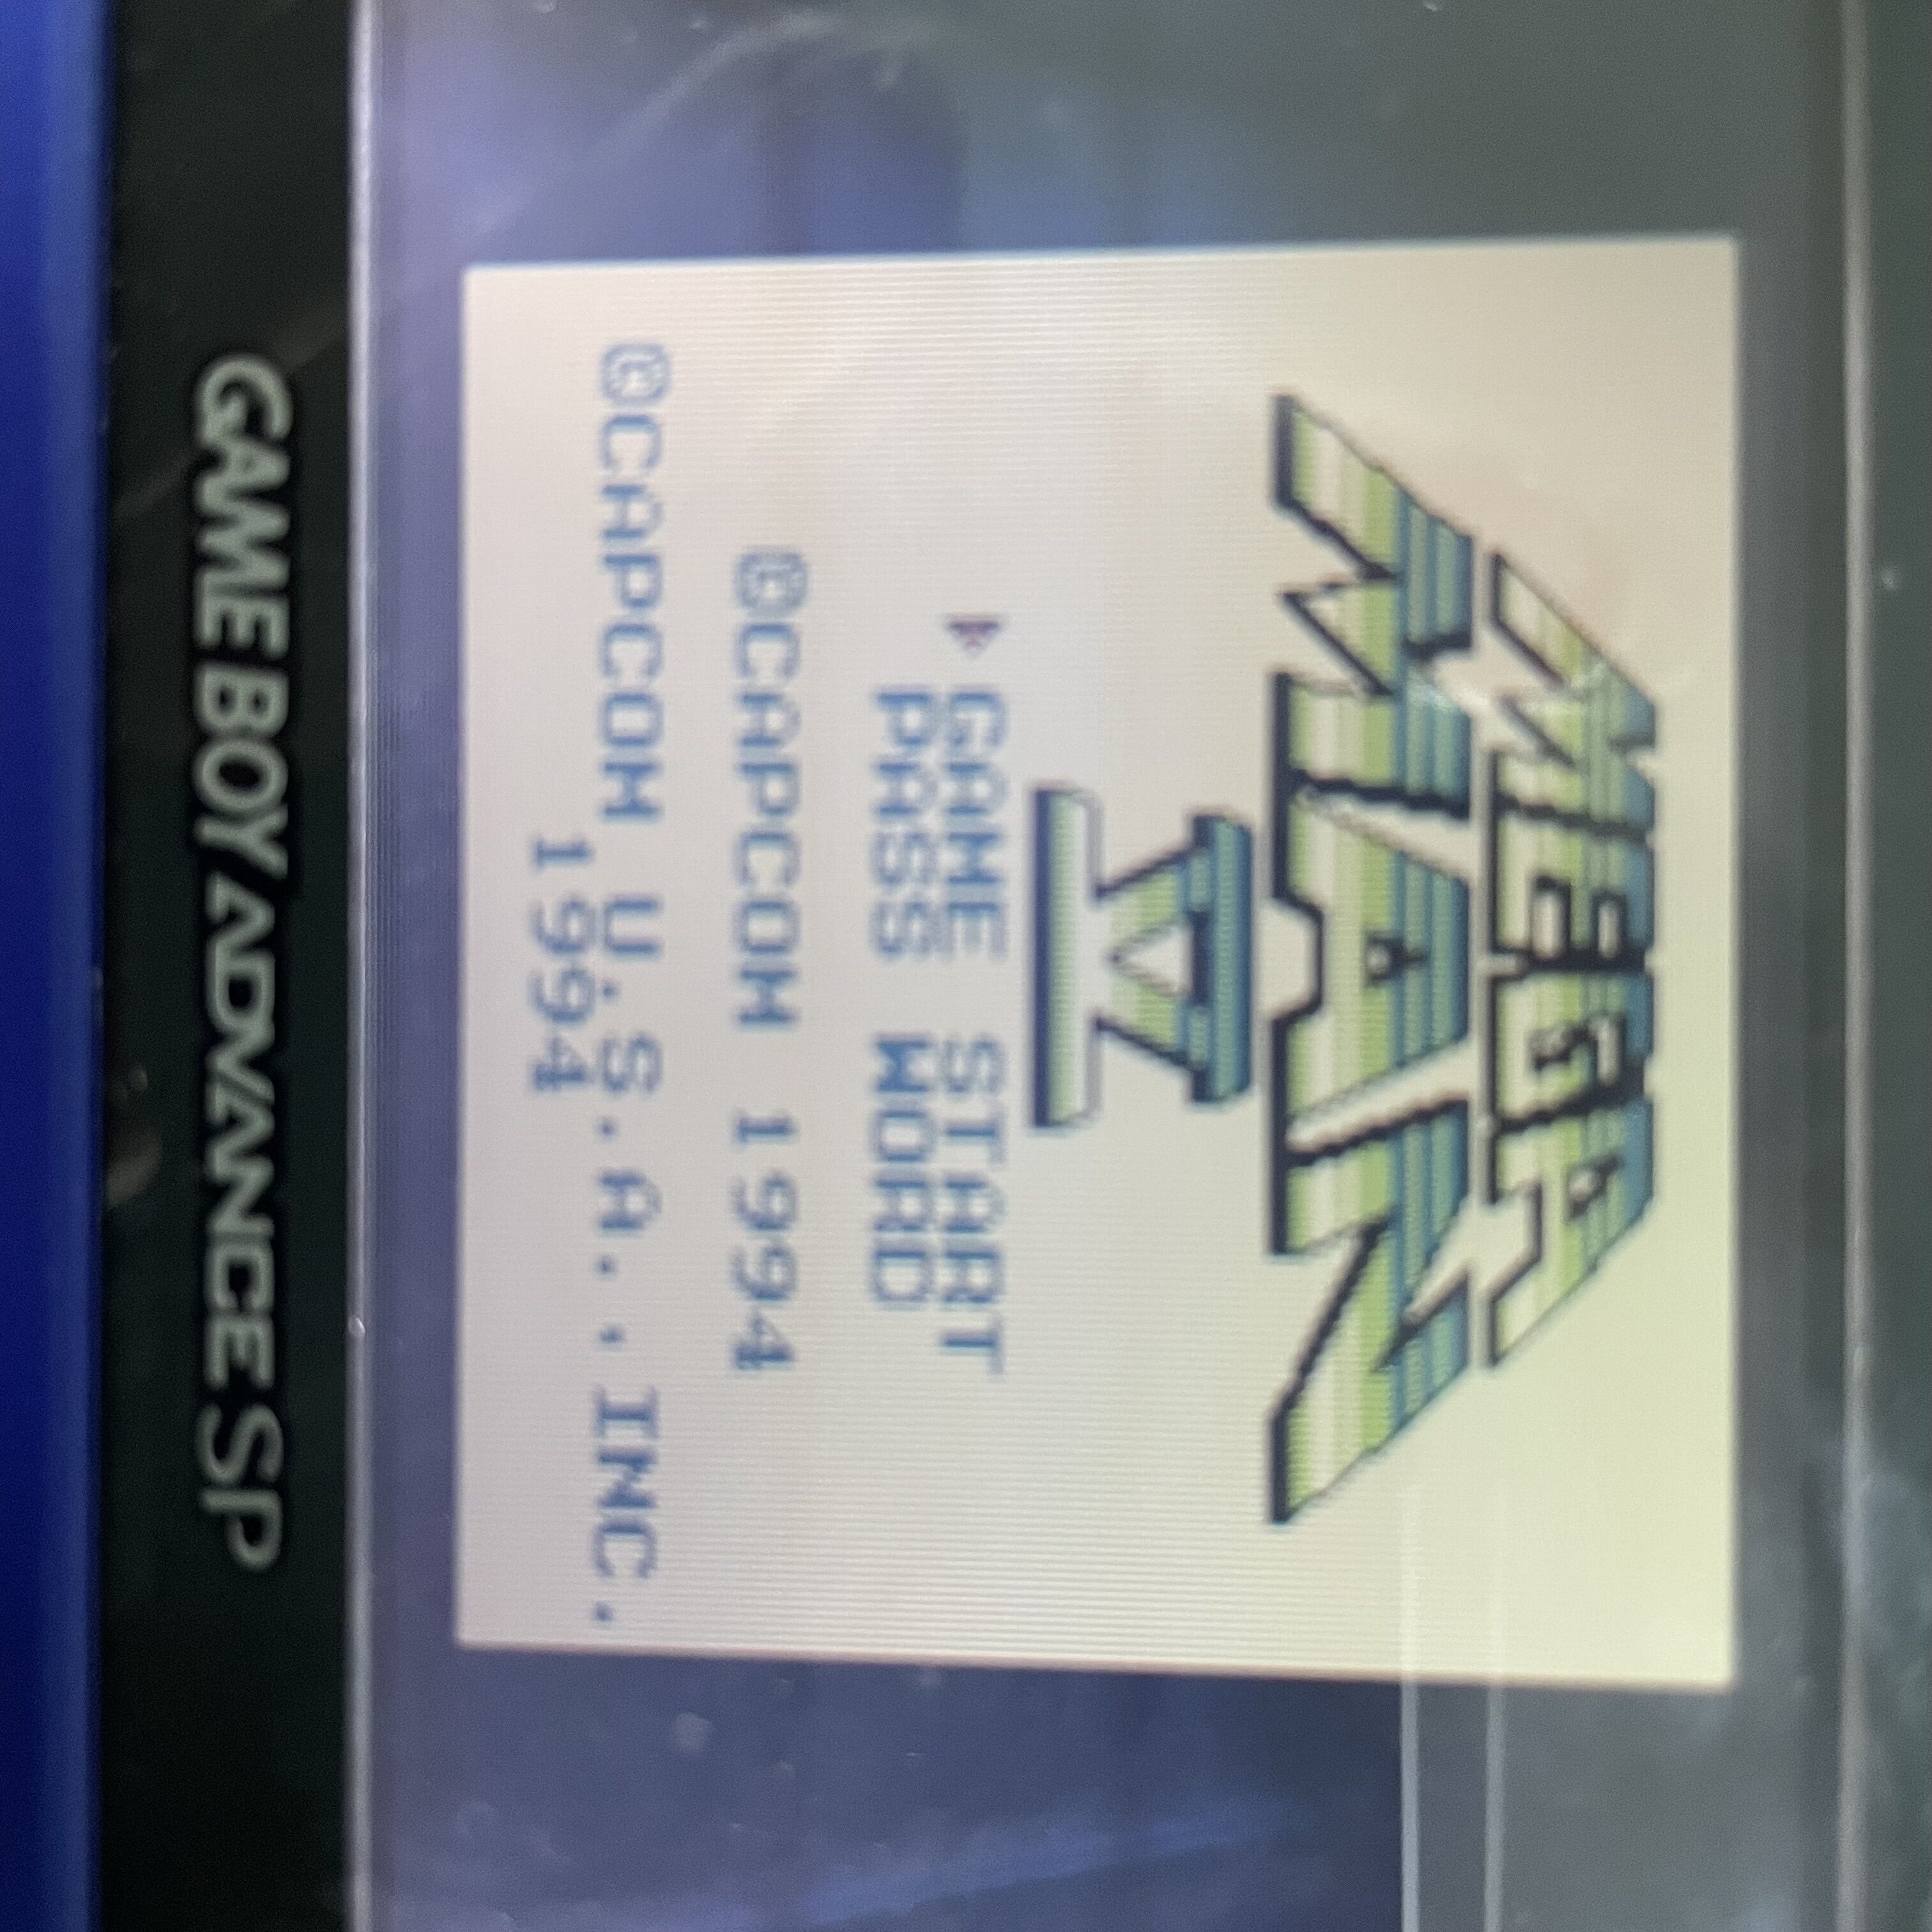 MEGA
MAN
V
GAME START
PASS WORD
©CAPCOM 1994
©CAPCOM U.S.A.,INC.
1994
GAME BOY ADVANCE SP